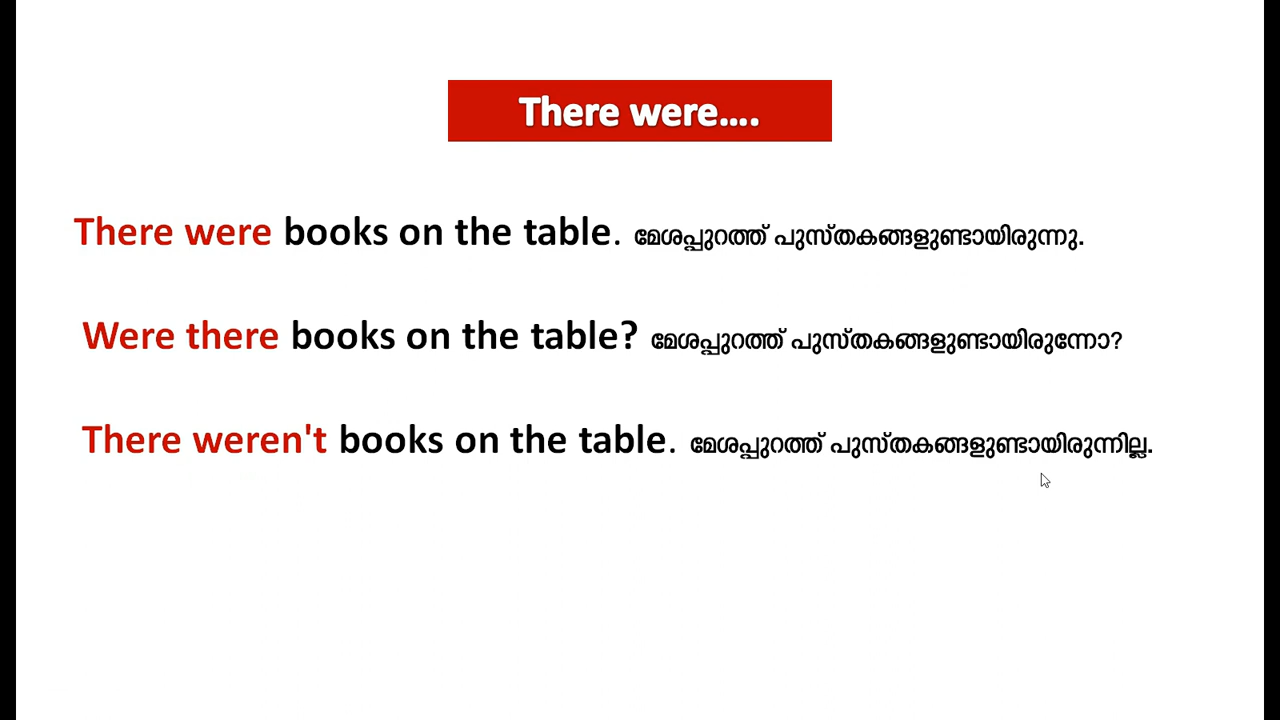 There were....
There were books on the table. മേശപ്പുറത്ത് പുസ്തകങ്ങളുണ്ടായിരുന്നു.
Were there books on the table? മേശപ്പുറത്ത് പുസ്തകങ്ങളുണ്ടായിരുന്നോ?
There weren't books on the table. മേശപ്പുറത്ത് പുസ്തകങ്ങളുണ്ടായിരുന്നില്ല.